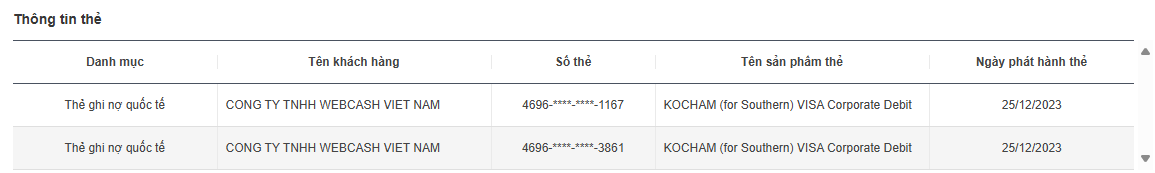 Thông tin thẻ
Danh mục Tên khách hàng Số thẻ Tên sản phẩm thẻ Ngày phát hành thẻ
Thẻ ghi nợ quốc tế CONG TY TNHH WEBCASH VIET NAM 4696-****-****-1167 KOCHAM (for Southern) VISA Corporate Debit 25/12/2023
Thẻ ghi nợ quốc tế CONG TY TNHH WEBCASH VIET NAM 4696-****-****-3861 KOCHAM (for Southern) VISA Corporate Debit 25/12/2023